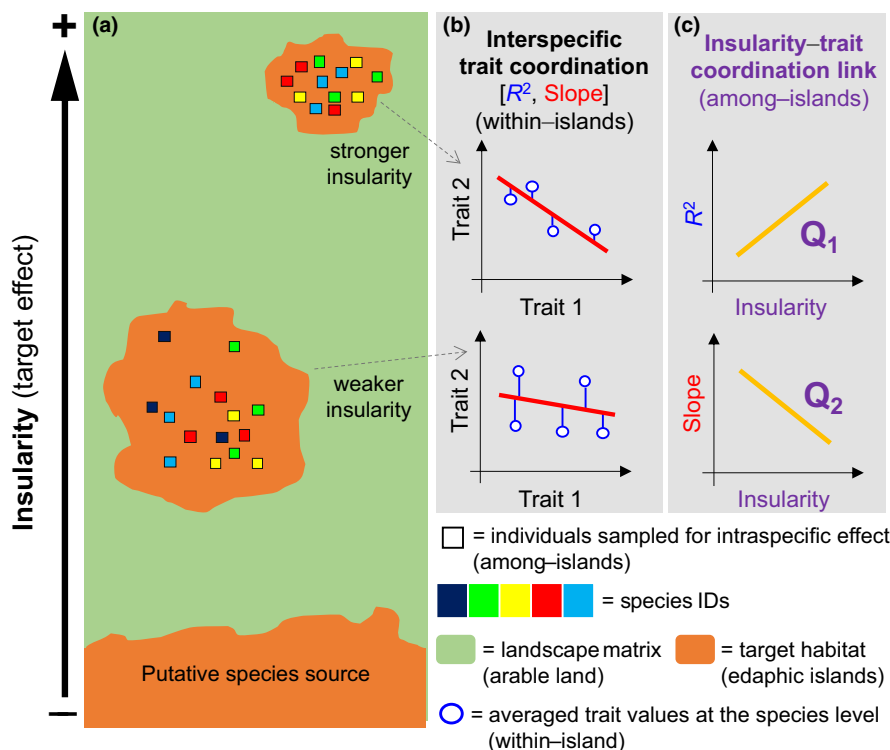 +
Insularity (target effect)
–
(a)
stronger
insularity
weaker
insularity
Putative species source
(b)
Interspecific
trait coordination
[R², Slope]
(within–islands)
Trait 2
Trait 1
Trait 2
Trait 1
(c)
Insularity–trait
coordination link
(among–islands)
R²
Q₁
Insularity
Slope
Q₂
Insularity
= individuals sampled for intraspecific effect
(among–islands)
= species IDs
= landscape matrix
(arable land)
= target habitat
(edaphic islands)
= averaged trait values at the species level
(within–island)